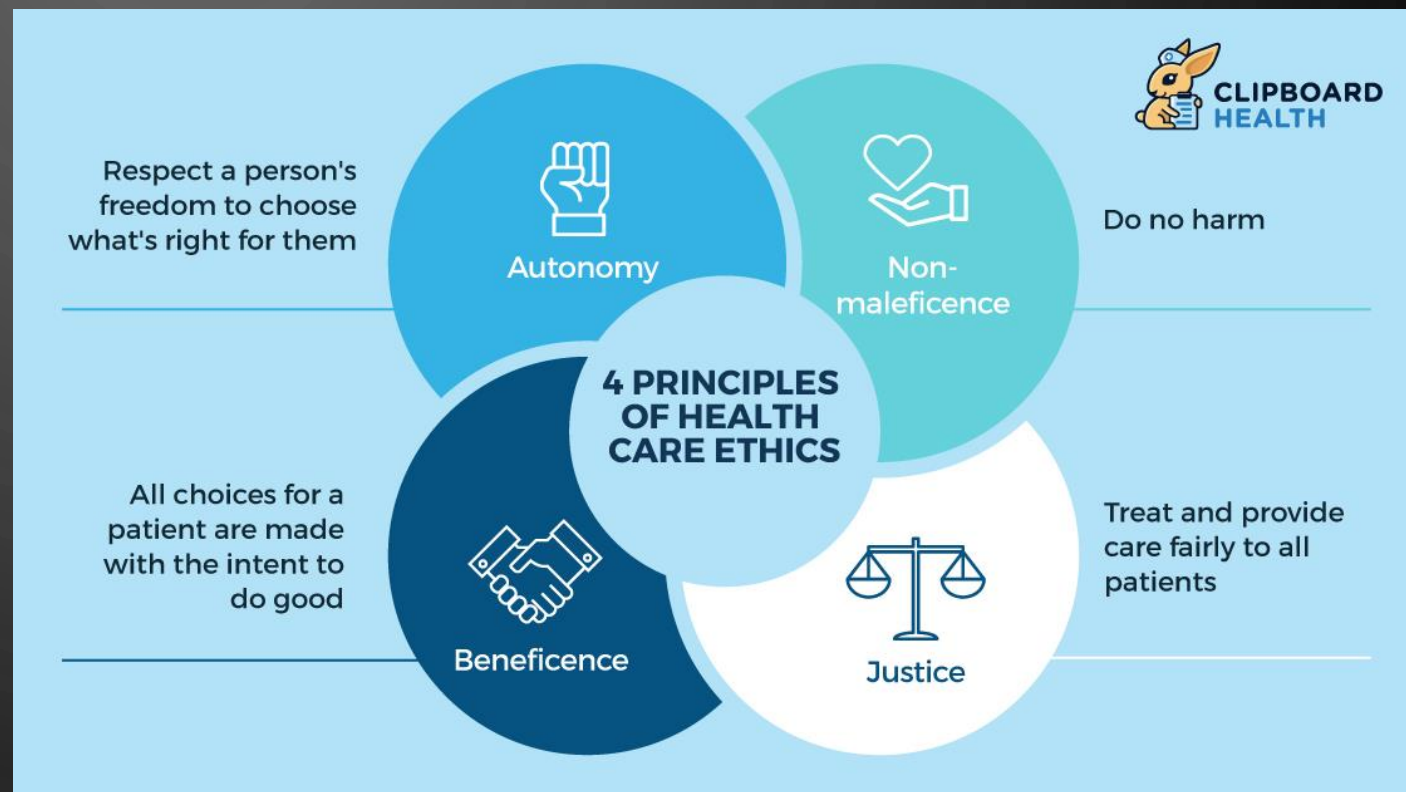 CLIPBOARD
HEALTH
Respect a person's
freedom to choose
what's right for them
Autonomy
Non-
maleficence
Do no harm
4 PRINCIPLES
OF HEALTH
CARE ETHICS
All choices for a
patient are made
with the intent to
do good
Beneficence
Justice
Treat and provide
care fairly to all
patients